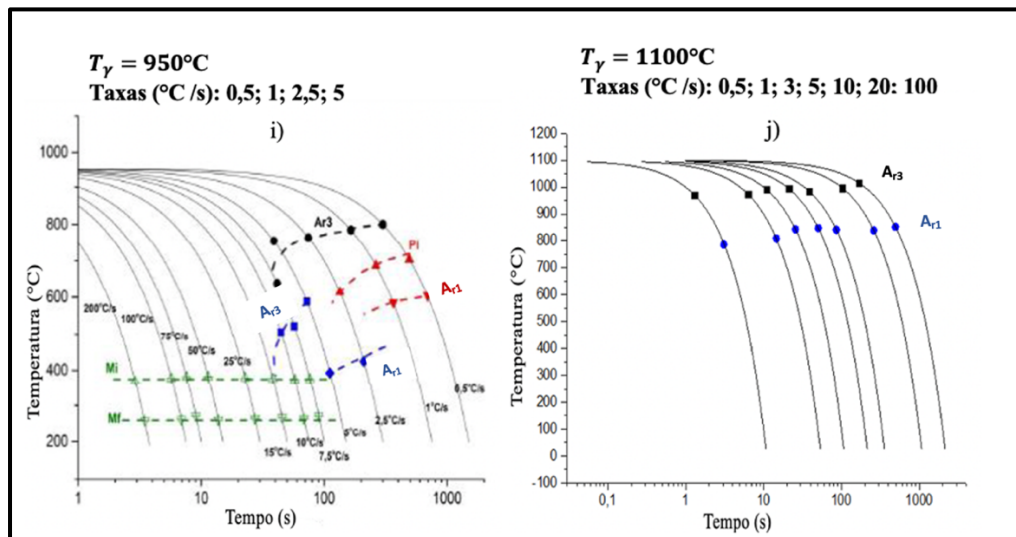 T_γ = 950°C
Taxas (°C /s): 0,5; 1; 2,5; 5
i)
1000
800
600
400
200
Temperatura (°C)
1
10
100
1000
Tempo (s)
Ar3
Pi
Ar1
Ar3
Ar1
Mi
Mf
200°C/s
100°C/s
75°C/s
50°C/s
25°C/s
15°C/s
10°C/s
7,5°C/s
5°C/s
2,5°C/s
1°C/s
0,5°C/s
T_γ = 1100°C
Taxas (°C /s): 0,5; 1; 3; 5; 10; 20: 100
j)
1200
1100
1000
900
800
700
600
500
400
300
200
100
0
-100
Temperatura (°C)
0,1
1
10
100
1000
Tempo (s)
Ar3
Ar1